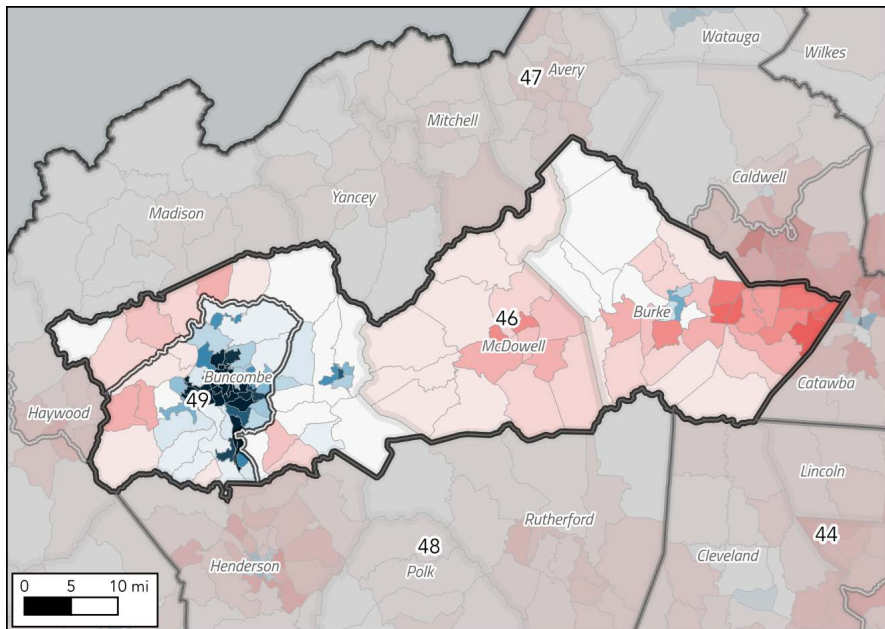 Watauga
Wilkes
47
Avery
Mitchell
Caldwell
Yancey
Madison
46
Burke
McDowell
Buncombe
Catawba
49
Haywood
Lincoln
Rutherford
44
48
Cleveland
Henderson
Polk
0 5 10 mi